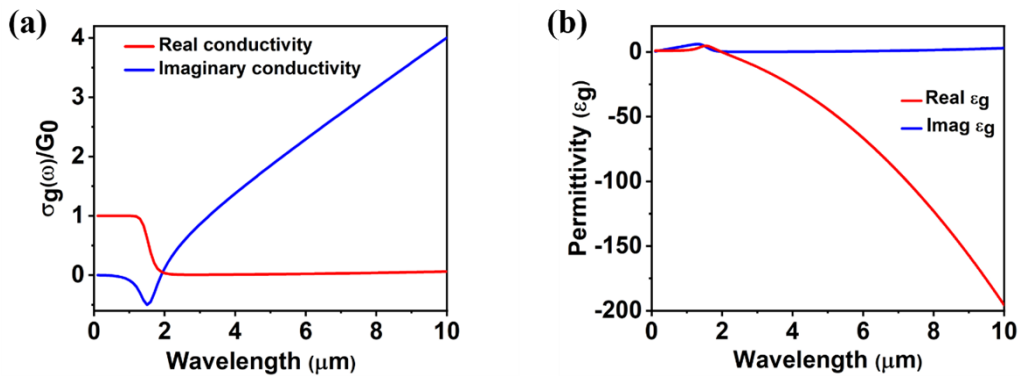 (a)
σg(ω)/G0
4
3
2
1
0
Real conductivity
Imaginary conductivity
0 2 4 6 8 10
Wavelength (μm)
(b)
Permittivity (εg)
0
-50
-100
-150
-200
Real εg
Imag εg
0 2 4 6 8 10
Wavelength (μm)